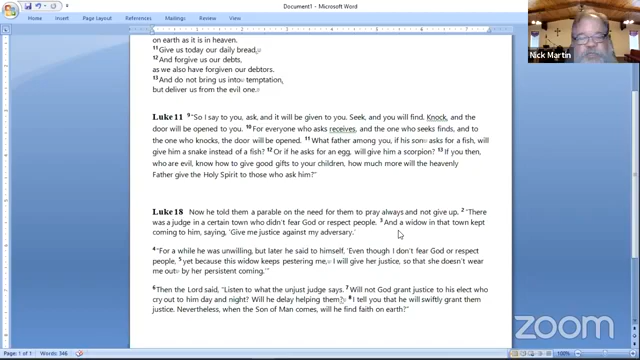 Document1 - Microsoft Word
Home Insert Page Layout References Mailings Review View
Nick Martin
on earth as it is in heaven.
11 Give us today our daily bread.
12 And forgive us our debts,
as we also have forgiven our debtors.
13 And do not bring us into temptation,
but deliver us from the evil one.
Luke 11 9 “So I say to you, ask, and it will be given to you. Seek, and you will find. Knock, and
the door will be opened to you. 10 For everyone who asks receives, and the one who seeks finds, and to
the one who knocks, the door will be opened. 11 What father among you, if his son asks for a fish, will
give him a snake instead of a fish? 12 Or if he asks for an egg, will give him a scorpion? 13 If you then,
who are evil, know how to give good gifts to your children, how much more will the heavenly
Father give the Holy Spirit to those who ask him?”
Luke 18 Now he told them a parable on the need for them to pray always and not give up. 2 “There
was a judge in a certain town who didn’t fear God or respect people. 3 And a widow in that town kept
coming to him, saying, ‘Give me justice against my adversary.’
4 “For a while he was unwilling, but later he said to himself, ‘Even though I don’t fear God or respect
people, 5 yet because this widow keeps pestering me, I will give her justice, so that she doesn’t wear
me out by her persistent coming.’”
6 Then the Lord said, “Listen to what the unjust judge says. 7 Will not God grant justice to his elect who
cry out to him day and night? Will he delay helping them? 8 I tell you that he will swiftly grant them
justice. Nevertheless, when the Son of Man comes, will he find faith on earth?”
zoom
Page: 1 of 1 Words: 346 100%